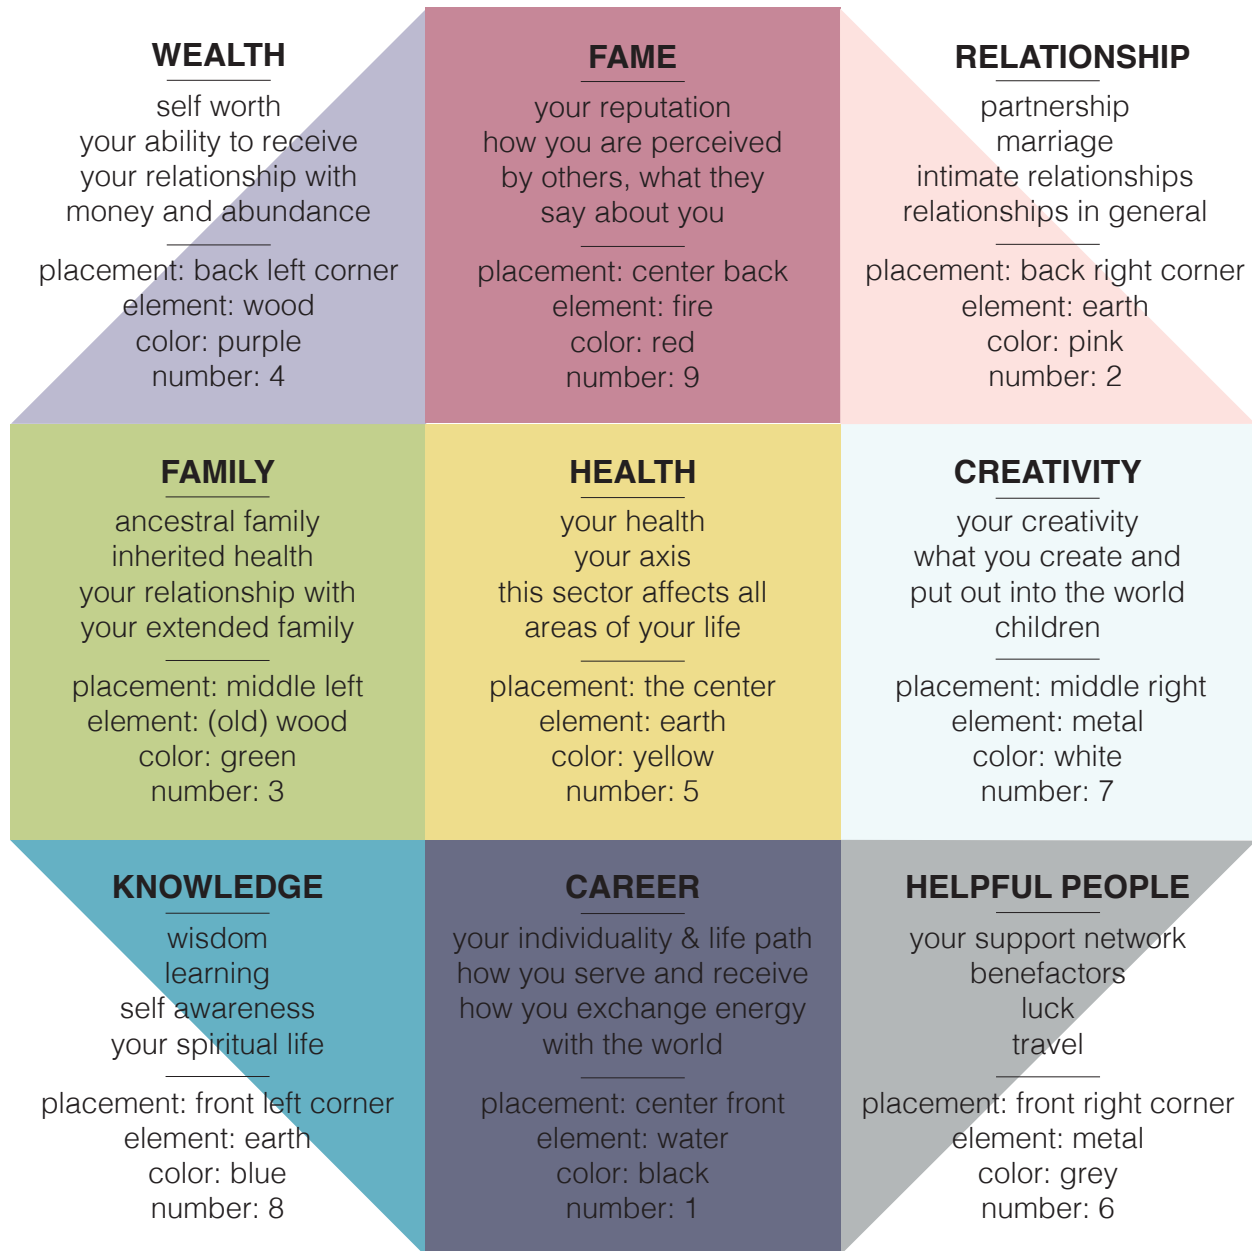 WEALTH
self worth
your ability to receive
your relationship with
money and abundance
placement: back left corner
element: wood
color: purple
number: 4
FAME
your reputation
how you are perceived
by others, what they
say about you
placement: center back
element: fire
color: red
number: 9
RELATIONSHIP
partnership
marriage
intimate relationships
relationships in general
placement: back right corner
element: earth
color: pink
number: 2
FAMILY
ancestral family
inherited health
your relationship with
your extended family
placement: middle left
element: (old) wood
color: green
number: 3
HEALTH
your health
your axis
this sector affects all
areas of your life
placement: the center
element: earth
color: yellow
number: 5
CREATIVITY
your creativity
what you create and
put out into the world
children
placement: middle right
element: metal
color: white
number: 7
KNOWLEDGE
wisdom
learning
self awareness
your spiritual life
placement: front left corner
element: earth
color: blue
number: 8
CAREER
your individuality & life path
how you serve and receive
how you exchange energy
with the world
placement: center front
element: water
color: black
number: 1
HELPFUL PEOPLE
your support network
benefactors
luck
travel
placement: front right corner
element: metal
color: grey
number: 6